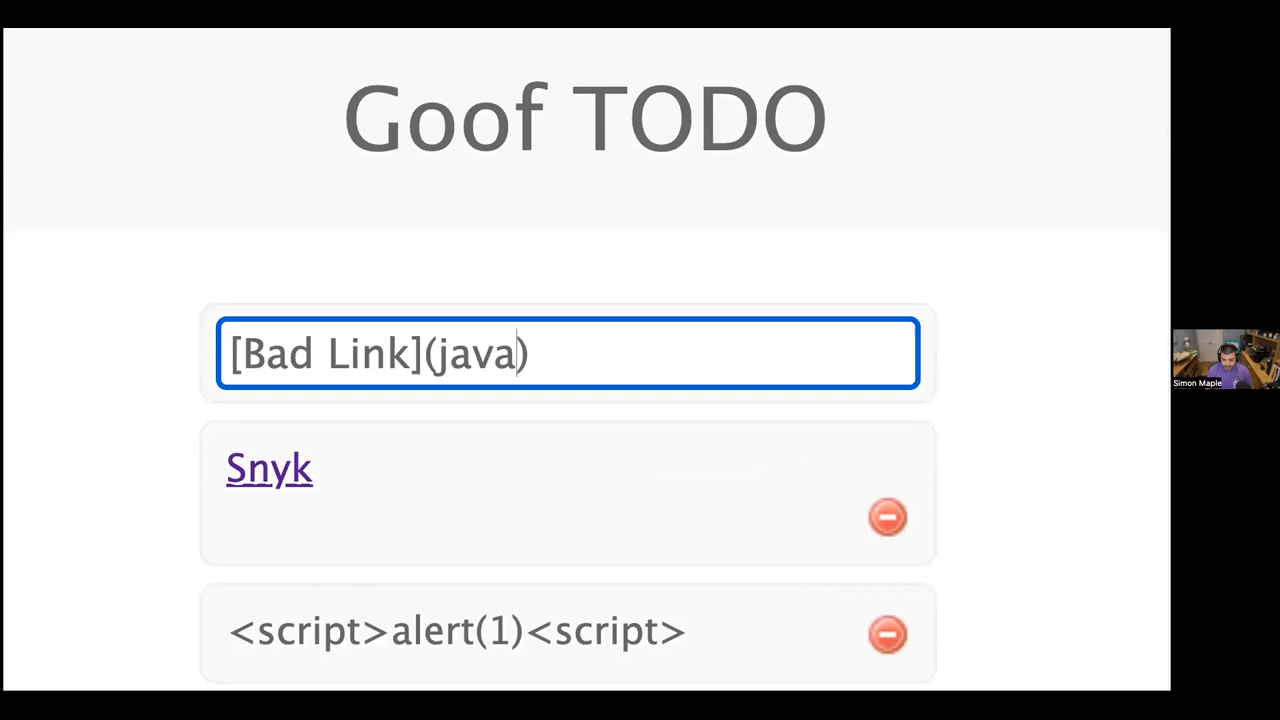 Goof TODO
[Bad Link](java)
Snyk
<script>alert(1)<script>
Simon Maple